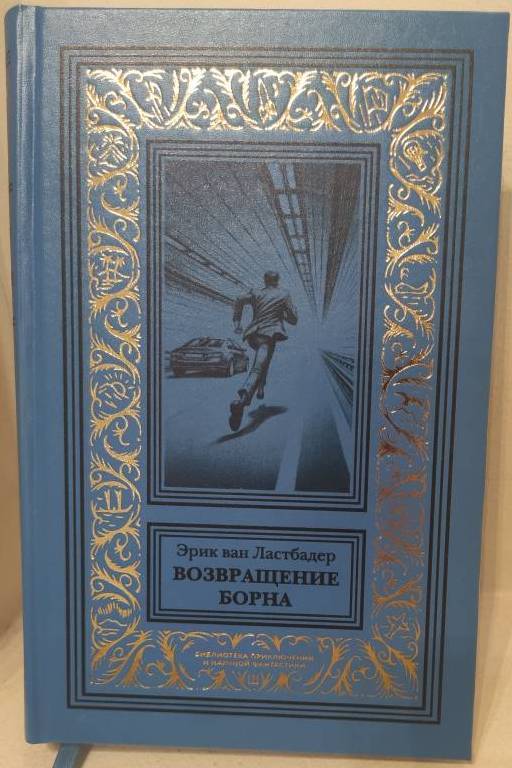 Эрик ван Ластбадер
ВОЗВРАЩЕНИЕ
БОРНА
БИБЛИОТЕКА ПРИКЛЮЧЕНИЙ
И НАУЧНОЙ ФАНТАСТИКИ